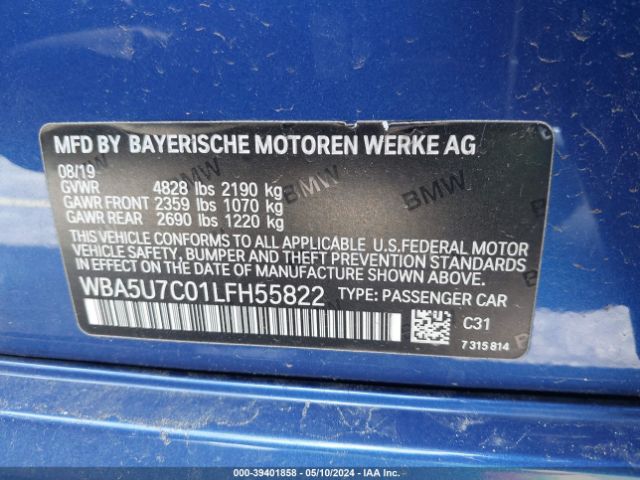 MFD BY BAYERISCHE MOTOREN WERKE AG
08/19
GVWR 4828 lbs 2190 kg
GAWR FRONT 2359 lbs 1070 kg
GAWR REAR 2690 lbs 1220 kg
THIS VEHICLE CONFORMS TO ALL APPLICABLE U.S.FEDERAL MOTOR
VEHICLE SAFETY, BUMPER AND THEFT
PREVENTION STANDARDS IN EFFECT ON THE DATE OF MANUFACTURE SHOWN ABOVE.
WBA5U7C01LFH55822 TYPE: PASSENGER CAR
C31
7 315 814
BMW
BMW
BMW
000-39401858 - 05/10/2024 - IAA Inc.